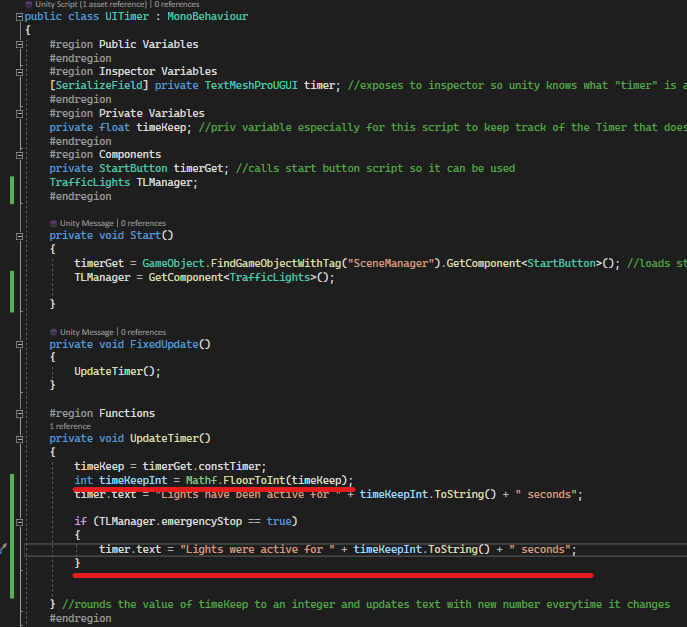 Unity Script (1 asset reference) | 0 references
public class UITimer : MonoBehaviour
{
#region Public Variables
#endregion
#region Inspector Variables
[SerializeField] private TextMeshProUGUI timer; //exposes to inspector so unity knows what "timer" is a
#endregion
#region Private Variables
private float timeKeep; //priv variable especially for this script to keep track of the Timer that does
#endregion
#region Components
private StartButton timerGet; //calls start button script so it can be used
TrafficLights TLManager;
#endregion
Unity Message | 0 references
private void Start()
{
timerGet = GameObject.FindGameObjectWithTag("SceneManager").GetComponent<StartButton>(); //loads st
TLManager = GetComponent<TrafficLights>();
}
Unity Message | 0 references
private void FixedUpdate()
{
UpdateTimer();
}
#region Functions
1 reference
private void UpdateTimer()
{
timeKeep = timerGet.constTimer;
int timeKeepInt = Mathf.FloorToInt(timeKeep);
timer.text = "Lights have been active for " + timeKeepInt.ToString() + " seconds";
if (TLManager.emergencyStop == true)
{
timer.text = "Lights were active for " + timeKeepInt.ToString() + " seconds";
}
} //rounds the value of timeKeep to an integer and updates text with new number everytime it changes
#endregion